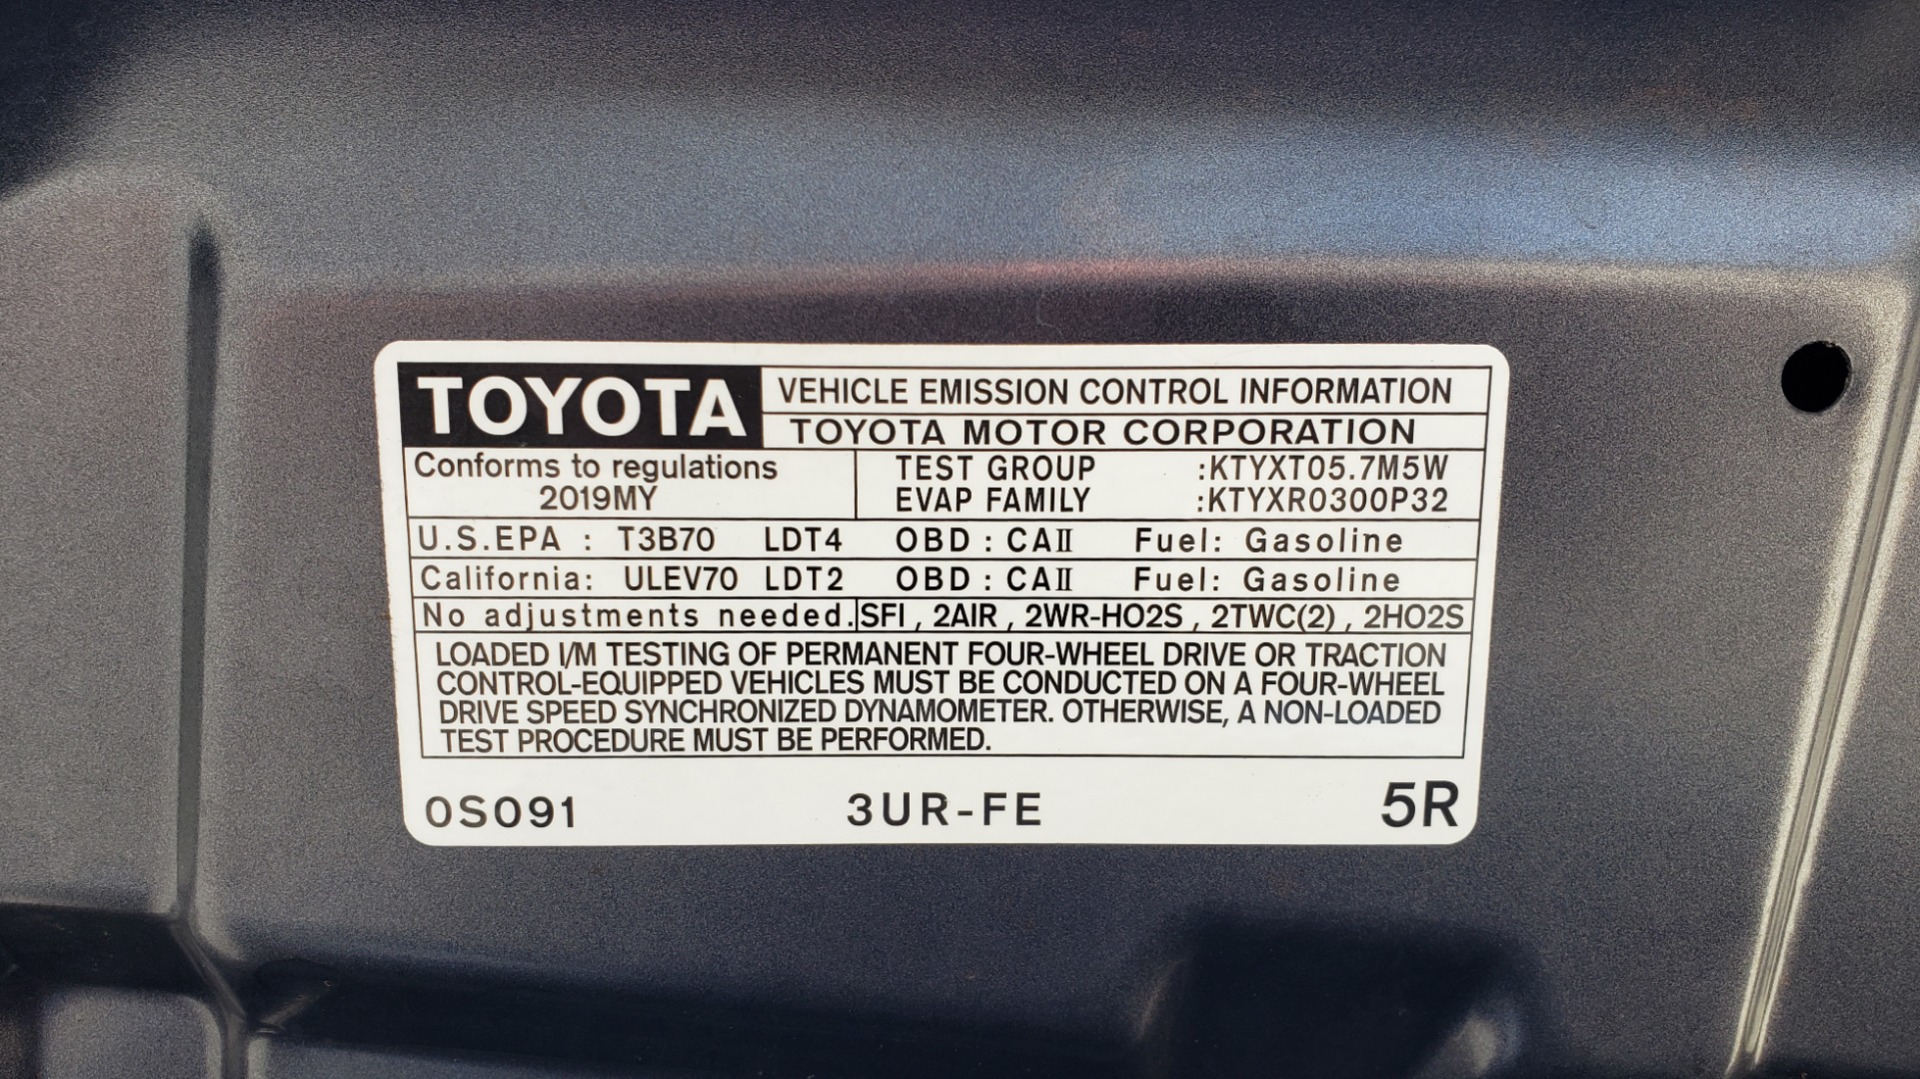 TOYOTA VEHICLE EMISSION CONTROL INFORMATION
TOYOTA MOTOR CORPORATION
Conforms to regulations
2019MY
TEST GROUP :KTYXT05.7M5W
EVAP FAMILY :KTYXR0300P32
U.S.EPA : T3B70 LDT4 OBD : CAⅡ Fuel: Gasoline
California: ULEV70 LDT2 OBD : CAⅡ Fuel: Gasoline
No adjustments needed. SFI , 2AIR , 2WR-HO2S , 2TWC(2) , 2HO2S
LOADED I/M TESTING OF PERMANENT FOUR-WHEEL DRIVE OR TRACTION
CONTROL-EQUIPPED VEHICLES MUST BE CONDUCTED ON A FOUR-WHEEL
DRIVE SPEED SYNCHRONIZED DYNAMOMETER. OTHERWISE, A NON-LOADED
TEST PROCEDURE MUST BE PERFORMED.
0S091 3UR-FE 5R